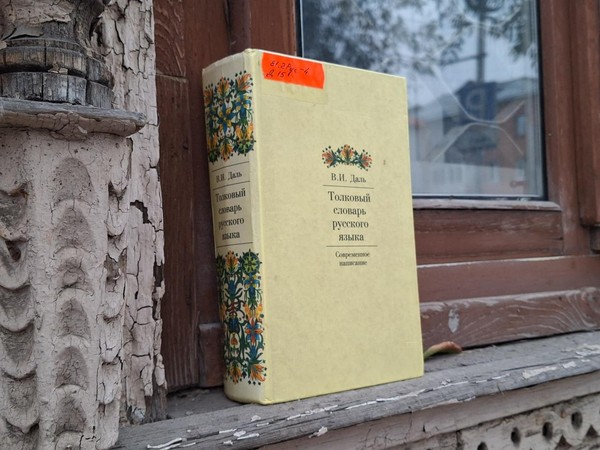 В.И. Даль
Толковый
словарь
русского
языка
В.И. Даль
Толковый
словарь
русского
языка
Современное
написание